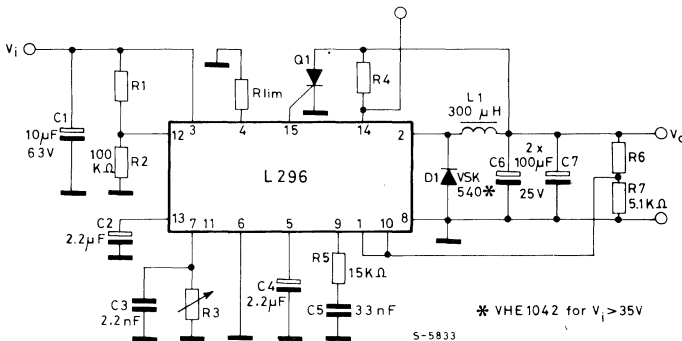 Vi
R1
C1
10µF
63V
100
KΩ
R2
Rlim
Q1
R4
12
3
4
15
14
2
L 296
L1
300 µH
Vo
D1
VSK
540*
C6
2 x
100µF
C7
25V
R6
R7
5.1KΩ
13
7
11
6
5
9
1
10
8
C2
2.2µF
C3
2.2nF
R3
C4
2.2µF
R5
15KΩ
C5
33nF
* VHE1042 for Vi>35V
S-5833